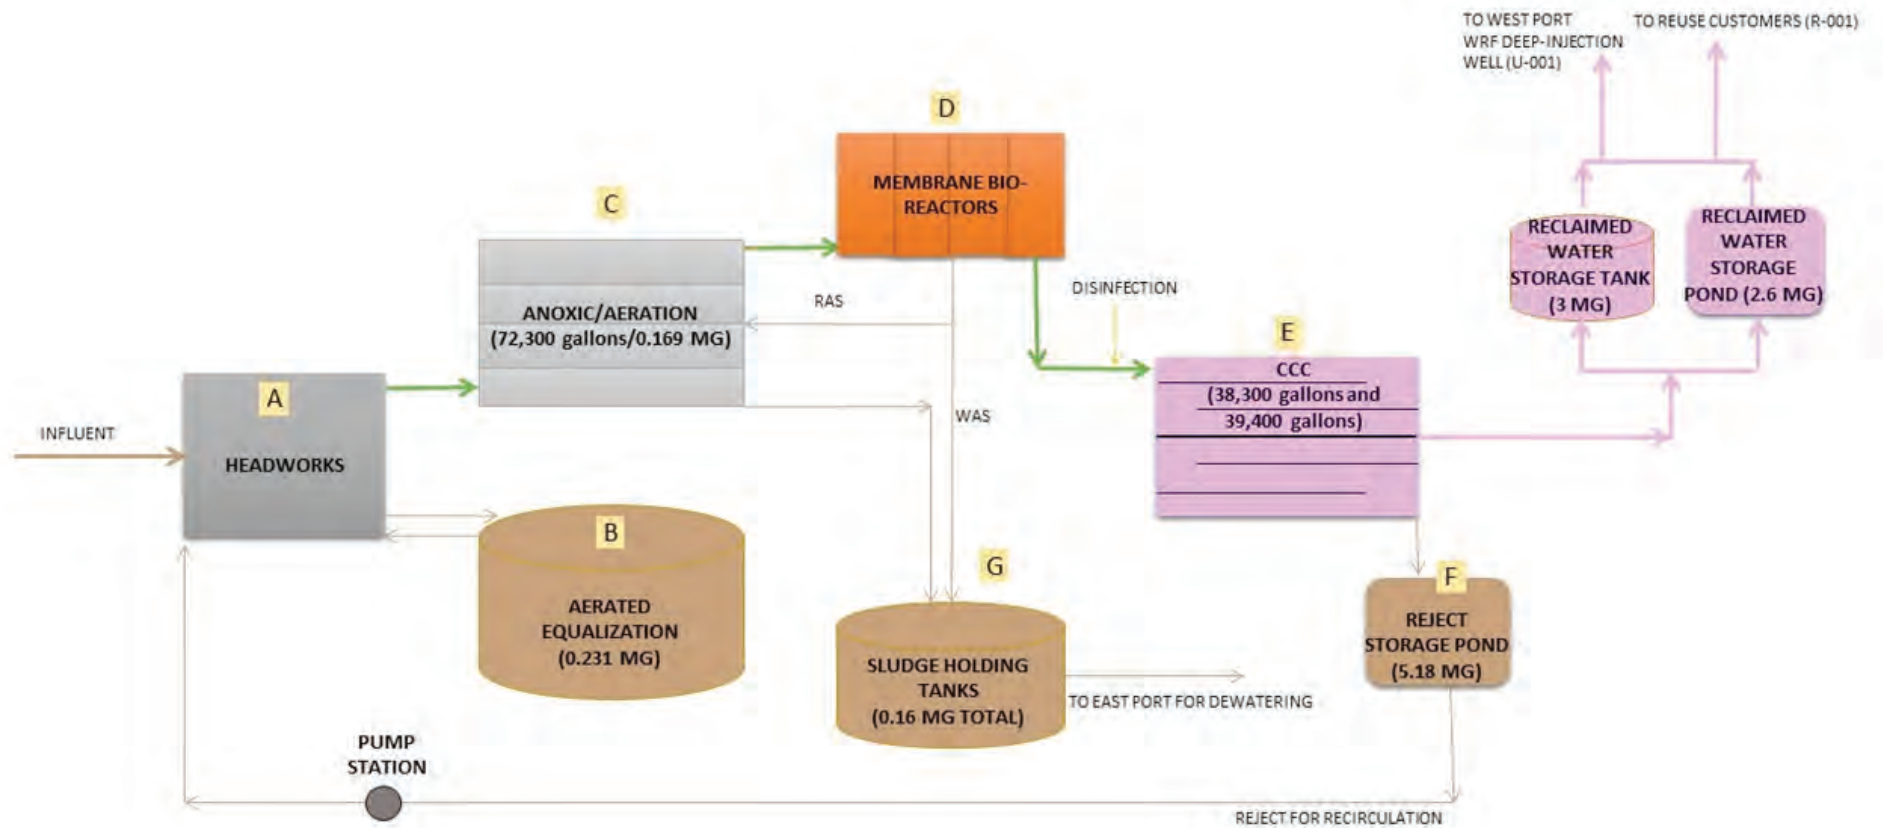 TO WEST PORT
WRF DEEP-INJECTION
WELL (U-001)
TO REUSE CUSTOMERS (R-001)
D
MEMBRANE BIO-
REACTORS
C
ANOXIC/AERATION
(72,300 gallons/0.169 MG)
RAS
DISINFECTION
RECLAIMED
WATER
STORAGE TANK
(3 MG)
RECLAIMED
WATER
STORAGE
POND (2.6 MG)
E
CCC
(38,300 gallons and
39,400 gallons)
A
HEADWORKS
INFLUENT
WAS
B
AERATED
EQUALIZATION
(0.231 MG)
G
SLUDGE HOLDING
TANKS
(0.16 MG TOTAL)
TO EAST PORT FOR DEWATERING
F
REJECT
STORAGE POND
(5.18 MG)
PUMP
STATION
REJECT FOR RECIRCULATION